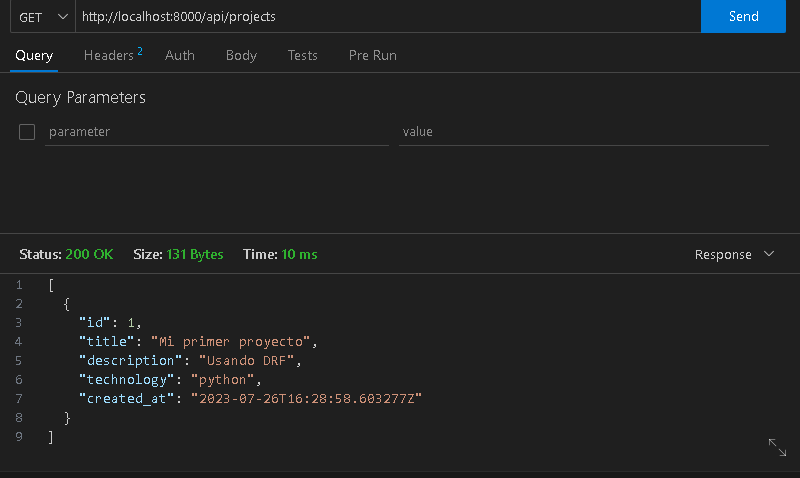 GET http://localhost:8000/api/projects Send
Query Headers 2 Auth Body Tests Pre Run
Query Parameters
parameter value
Status: 200 OK Size: 131 Bytes Time: 10 ms Response
1 [
2 {
3 "id": 1,
4 "title": "Mi primer proyecto",
5 "description": "Usando DRF",
6 "technology": "python",
7 "created_at": "2023-07-26T16:28:58.603277Z"
8 }
9 ]